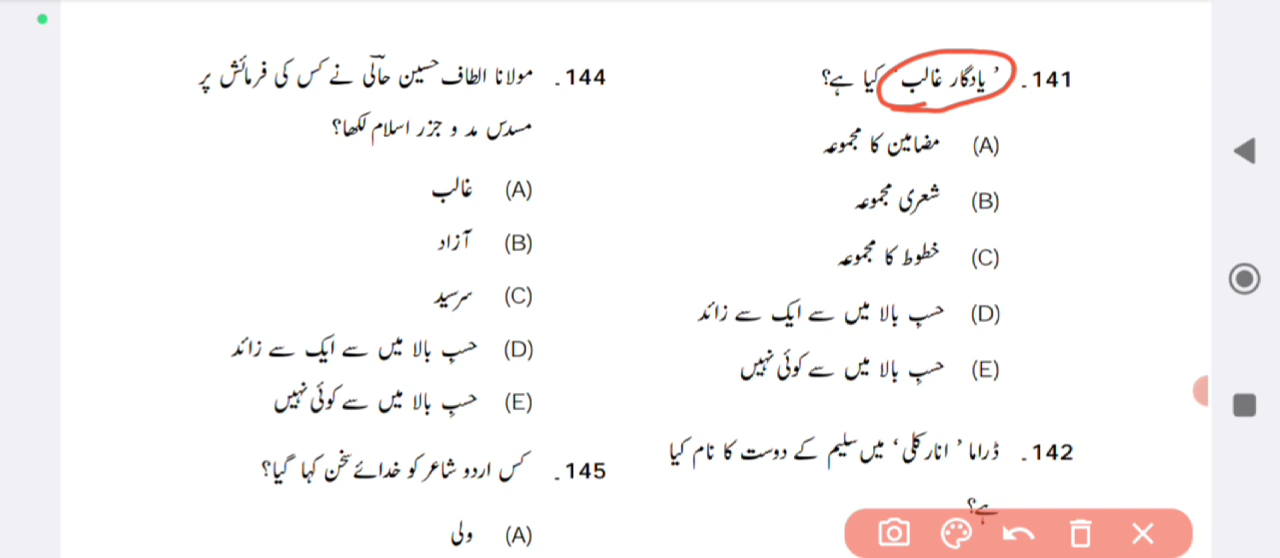 141. ’یادگار غالب‘ کیا ہے؟
(A) مضامین کا مجموعہ
(B) شعری مجموعہ
(C) خطوط کا مجموعہ
(D) حسبِ بالا میں سے ایک سے زائد
(E) حسبِ بالا میں سے کوئی نہیں
142. ڈراما ’انارکلی‘ میں سلیم کے دوست کا نام کیا
ہے؟
144. مولانا الطاف حسین حالیؔ نے کس کی فرمائش پر
مسدس مد و جزر اسلام لکھا؟
(A) غالب
(B) آزاد
(C) سرسید
(D) حسبِ بالا میں سے ایک سے زائد
(E) حسبِ بالا میں سے کوئی نہیں
145. کس اردو شاعر کو خدائے سخن کہا گیا؟
(A) ولی